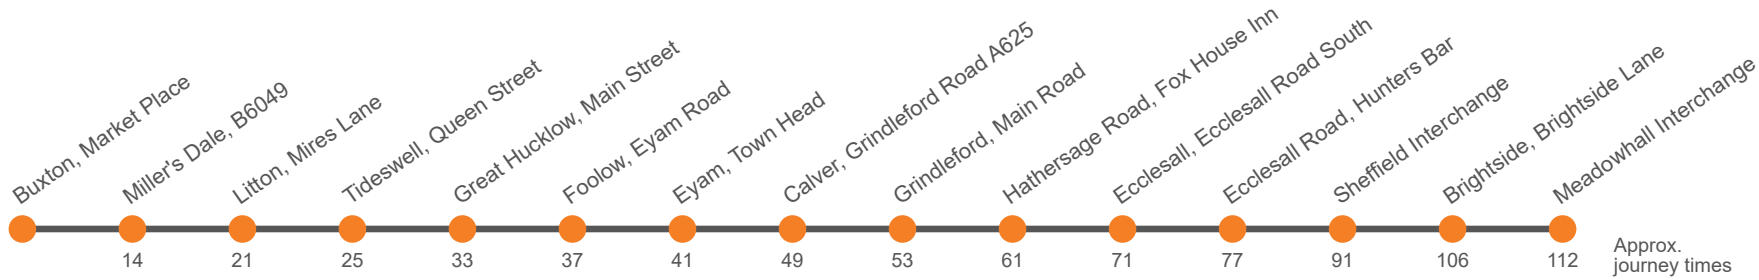 Buxton, Market Place
Miller's Dale, B6049
Litton, Mires Lane
Tideswell, Queen Street
Great Hucklow, Main Street
Foolow, Eyam Road
Eyam, Town Head
Calver, Grindleford Road A625
Grindleford, Main Road
Hathersage Road, Fox House Inn
Ecclesall, Ecclesall Road South
Ecclesall Road, Hunters Bar
Sheffield Interchange
Brightside, Brightside Lane
Meadowhall Interchange
14 21 25 33 37 41 49 53 61 71 77 91 106 112
Approx.
journey times